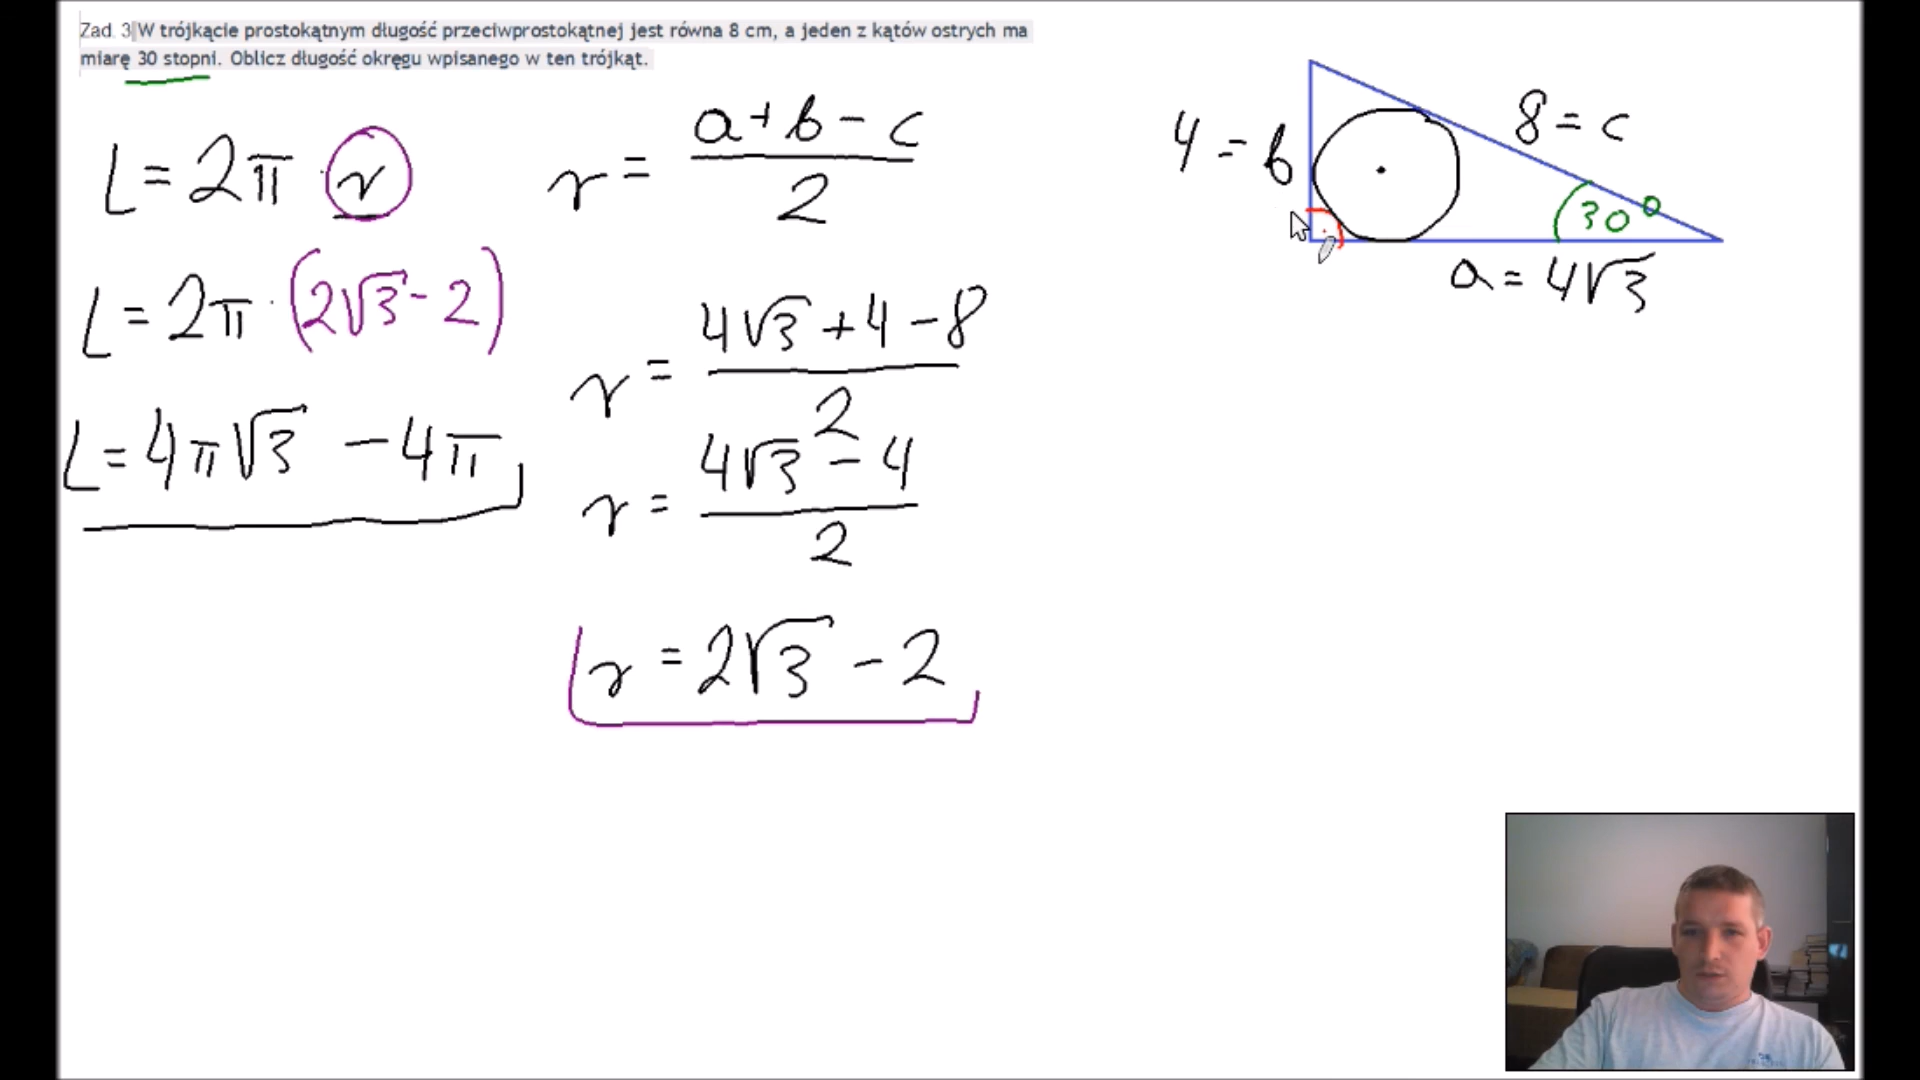 Zad. 3 W trójkącie prostokątnym długość przeciwprostokątnej jest równa 8 cm, a jeden z kątów ostrych ma
miarę 30 stopni. Oblicz długość okręgu wpisanego w ten trójkąt.
L = 2π · r
L = 2π · (2√3 - 2)
L = 4π√3 - 4π
r = a+b-c / 2
r = 4√3+4-8 / 2
r = 4√3-4 / 2
r = 2√3 - 2
4 = b
8 = c
30°
a = 4√3